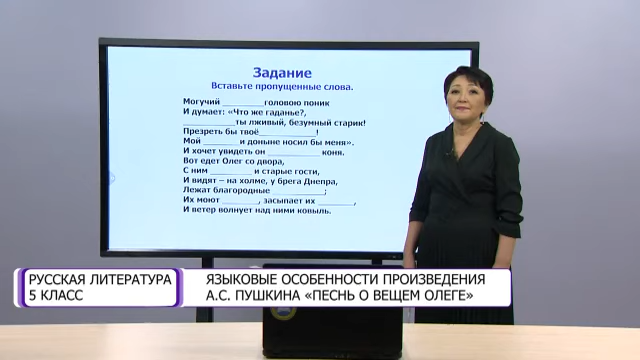 Задание
Вставьте пропущенные слова.
Могучий ________головою поник
И думает: «Что же гаданье?,
__________ты лживый, безумный старик!
Презреть бы твоё___________!
Мой _______ и доныне носил бы меня».
И хочет увидеть он __________ коня.
Вот едет Олег со двора,
С ним ________ и старые гости,
И видят – на холме, у брега Днепра,
Лежат благородные __________;
Их моют _______, засыпает их _______,
И ветер волнует над ними ковыль.
РУССКАЯ ЛИТЕРАТУРА
5 КЛАСС
ЯЗЫКОВЫЕ ОСОБЕННОСТИ ПРОИЗВЕДЕНИЯ
А.С. ПУШКИНА «ПЕСНЬ О ВЕЩЕМ ОЛЕГЕ»